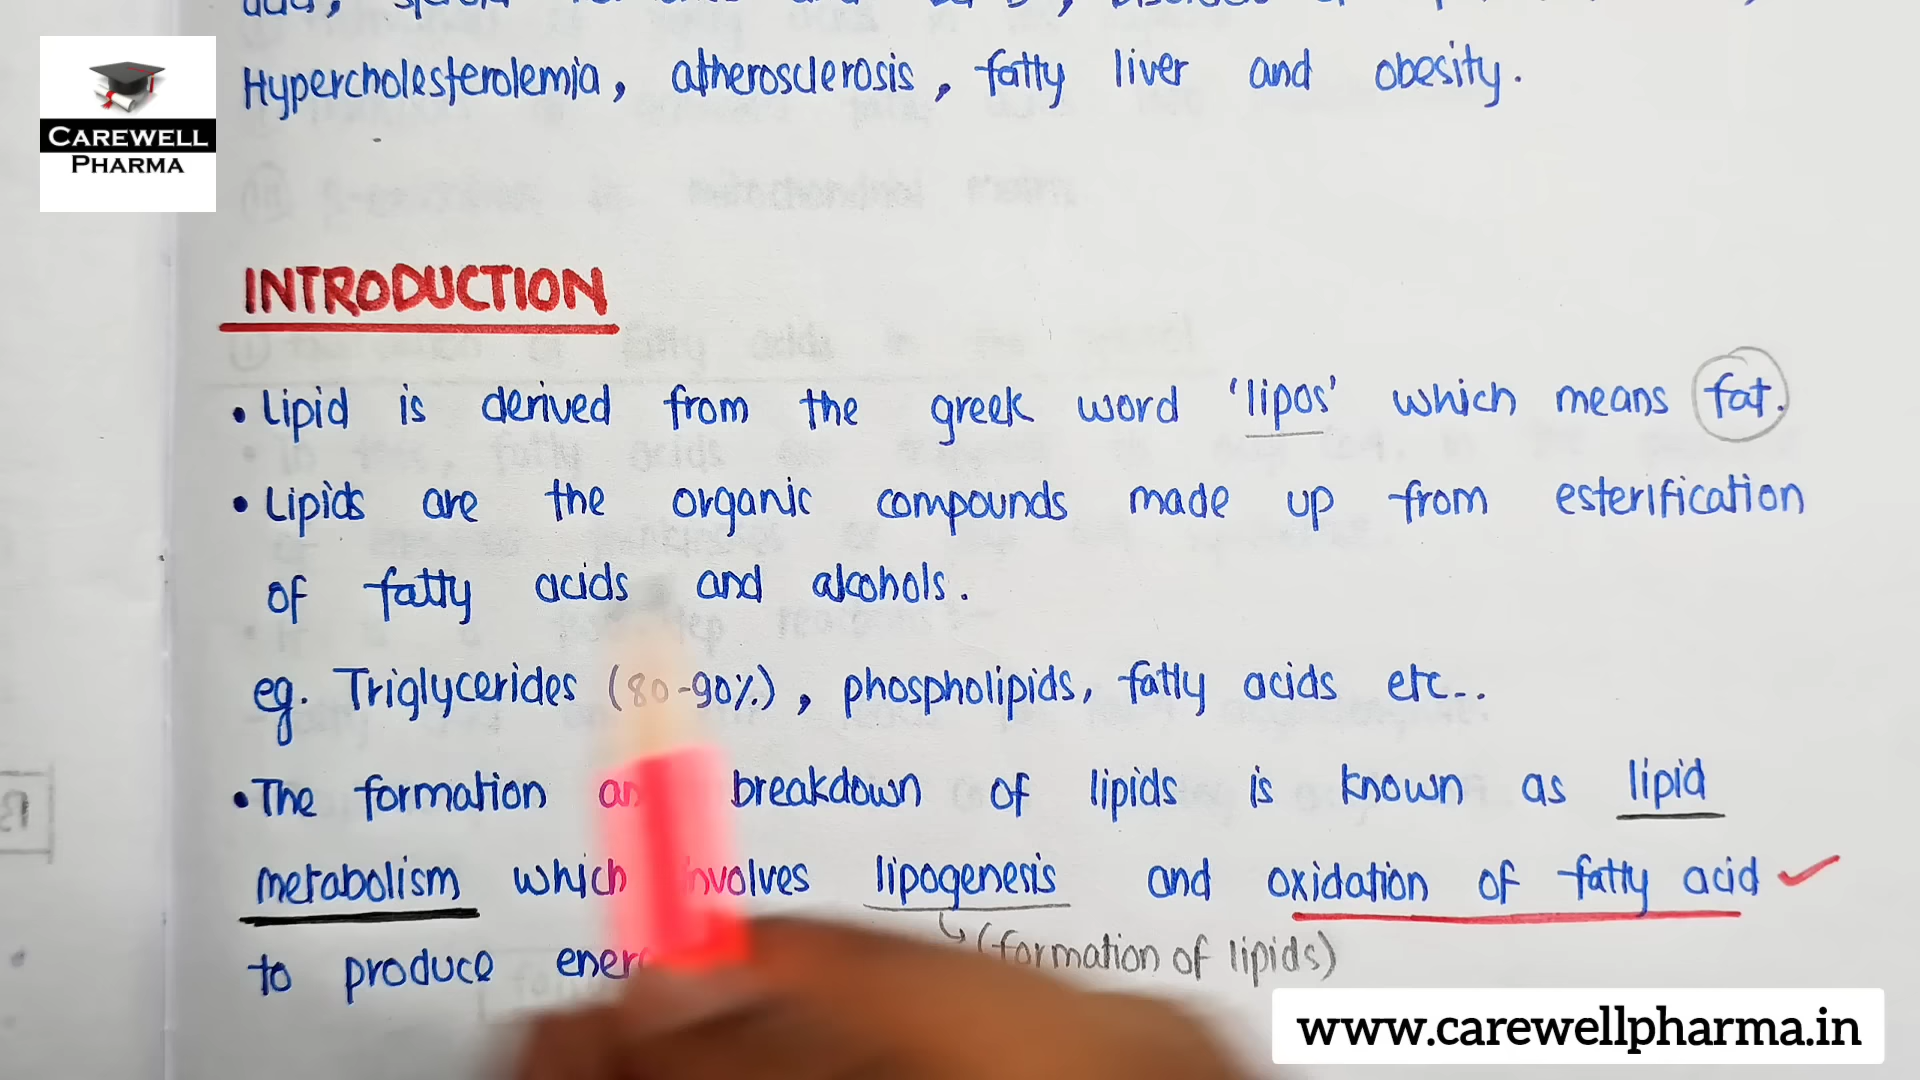 Hypercholesterolemia, atherosclerosis, fatty liver and obesity.
CAREWELL
PHARMA
INTRODUCTION
• Lipid is derived from the greek word 'lipos' which means fat.
• Lipids are the organic compounds made up from esterification
of fatty acids and alcohols.
eg. Triglycerides (80-90%), phospholipids, fatty acids etc...
• The formation breakdown of lipids is known as lipid
metabolism which involves lipogenesis and oxidation of fatty acid
to produce
(formation of lipids)
www.carewellpharma.in